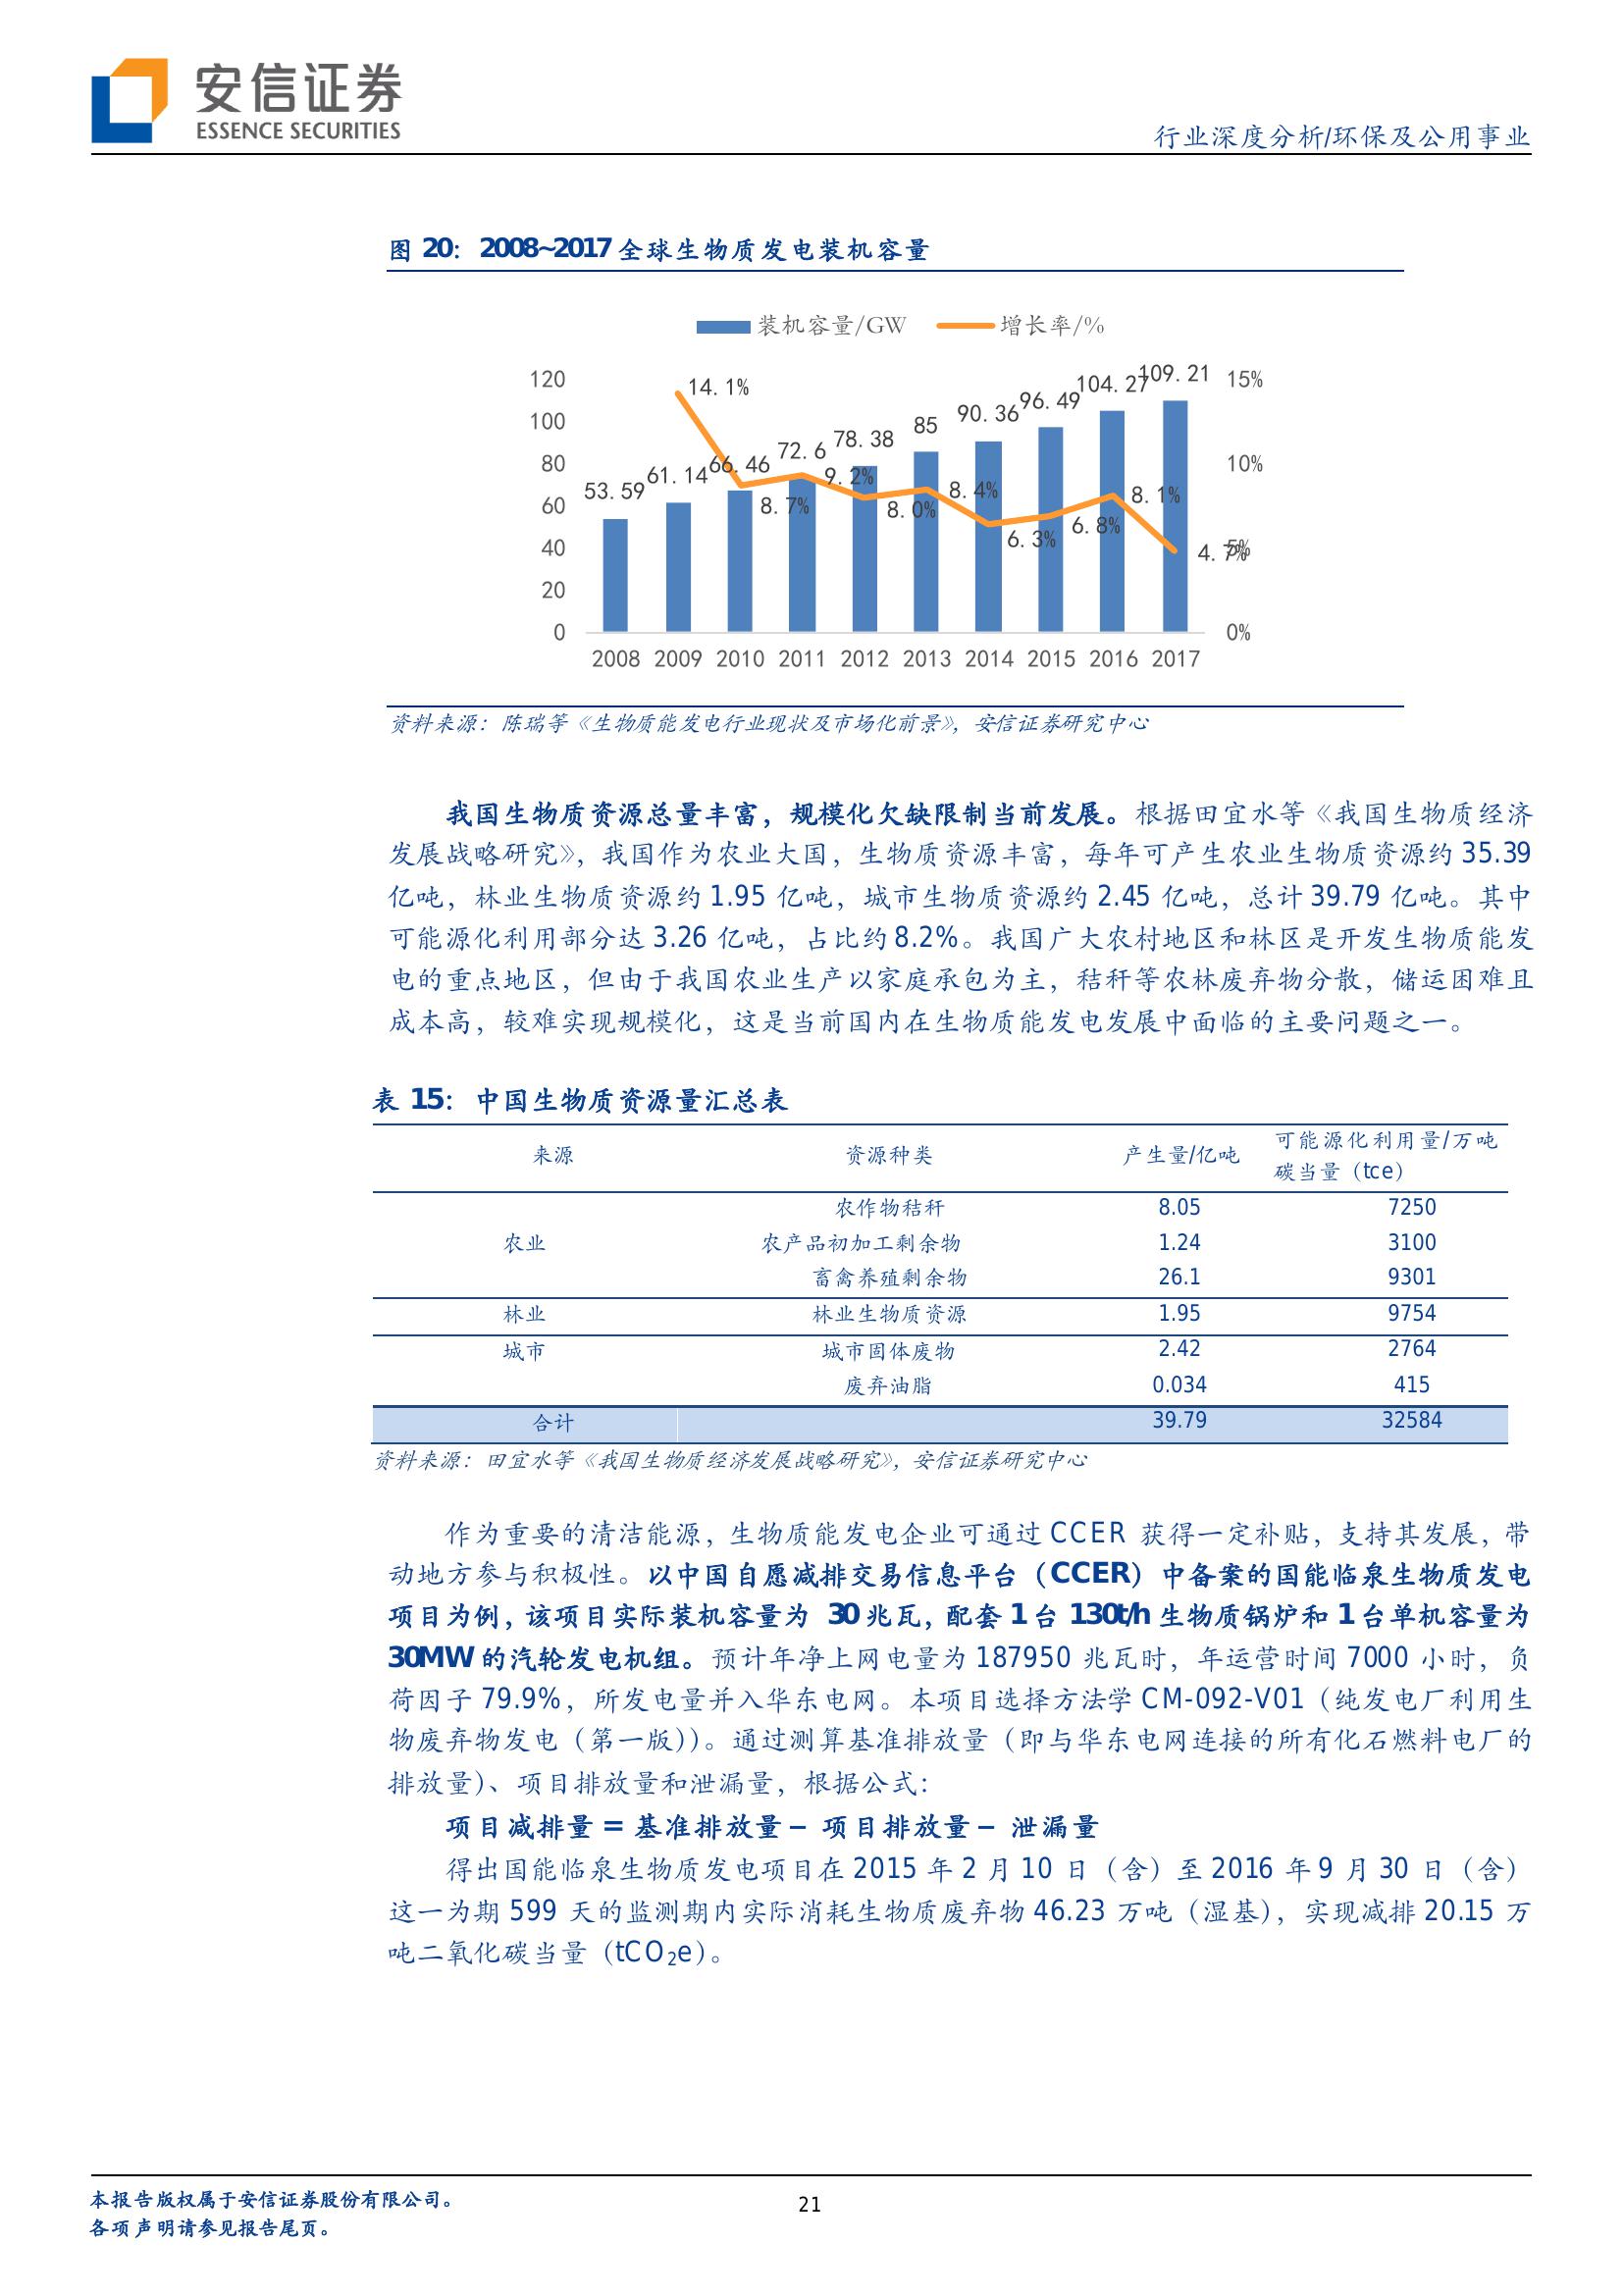 安信证券
ESSENCE SECURITIES
行业深度分析/环保及公用事业
图 20：2008~2017 全球生物质发电装机容量
装机容量/GW 增长率/%
120 100 80 60 40 20 0
53.59 61.14 66.46 72.6 78.38 85 90.36 96.49 104.27 109.21
14.1% 8.7% 9.2% 8.0% 8.4% 6.3% 6.8% 8.1% 4.7%
15% 10% 5% 0%
2008 2009 2010 2011 2012 2013 2014 2015 2016 2017
资料来源：陈瑞等《生物质能发电行业现状及市场化前景》，安信证券研究中心
我国生物质资源总量丰富，规模化欠缺限制当前发展。根据田宜水等《我国生物质经济
发展战略研究》，我国作为农业大国，生物质资源丰富，每年可产生农业生物质资源约 35.39
亿吨，林业生物质资源约 1.95 亿吨，城市生物质资源约 2.45 亿吨，总计 39.79 亿吨。其中
可能源化利用部分达 3.26 亿吨，占比约 8.2%。我国广大农村地区和林区是开发生物质能发
电的重点地区，但由于我国农业生产以家庭承包为主，秸秆等农林废弃物分散，储运困难且
成本高，较难实现规模化，这是当前国内在生物质能发电发展中面临的主要问题之一。
表 15：中国生物质资源量汇总表
来源 资源种类 产生量/亿吨 可能源化利用量/万吨
碳当量（tce）
农作物秸秆 8.05 7250
农业 农产品初加工剩余物 1.24 3100
畜禽养殖剩余物 26.1 9301
林业 林业生物质资源 1.95 9754
城市 城市固体废物 2.42 2764
废弃油脂 0.034 415
合计 39.79 32584
资料来源：田宜水等《我国生物质经济发展战略研究》，安信证券研究中心
作为重要的清洁能源，生物质能发电企业可通过 CCER 获得一定补贴，支持其发展，带
动地方参与积极性。以中国自愿减排交易信息平台（CCER）中备案的国能临泉生物质发电
项目为例，该项目实际装机容量为 30 兆瓦，配套 1 台 130t/h 生物质锅炉和 1 台单机容量为
30MW 的汽轮发电机组。预计年净上网电量为 187950 兆瓦时，年运营时间 7000 小时，负
荷因子 79.9%，所发电量并入华东电网。本项目选择方法学 CM-092-V01（纯发电厂利用生
物废弃物发电（第一版））。通过测算基准排放量（即与华东电网连接的所有化石燃料电厂的
排放量）、项目排放量和泄漏量，根据公式：
项目减排量 = 基准排放量 – 项目排放量 – 泄漏量
得出国能临泉生物质发电项目在 2015 年 2 月 10 日（含）至 2016 年 9 月 30 日（含）
这一为期 599 天的监测期内实际消耗生物质废弃物 46.23 万吨（湿基），实现减排 20.15 万
吨二氧化碳当量（tCO₂e）。
本报告版权属于安信证券股份有限公司。
各项声明请参见报告尾页。
21